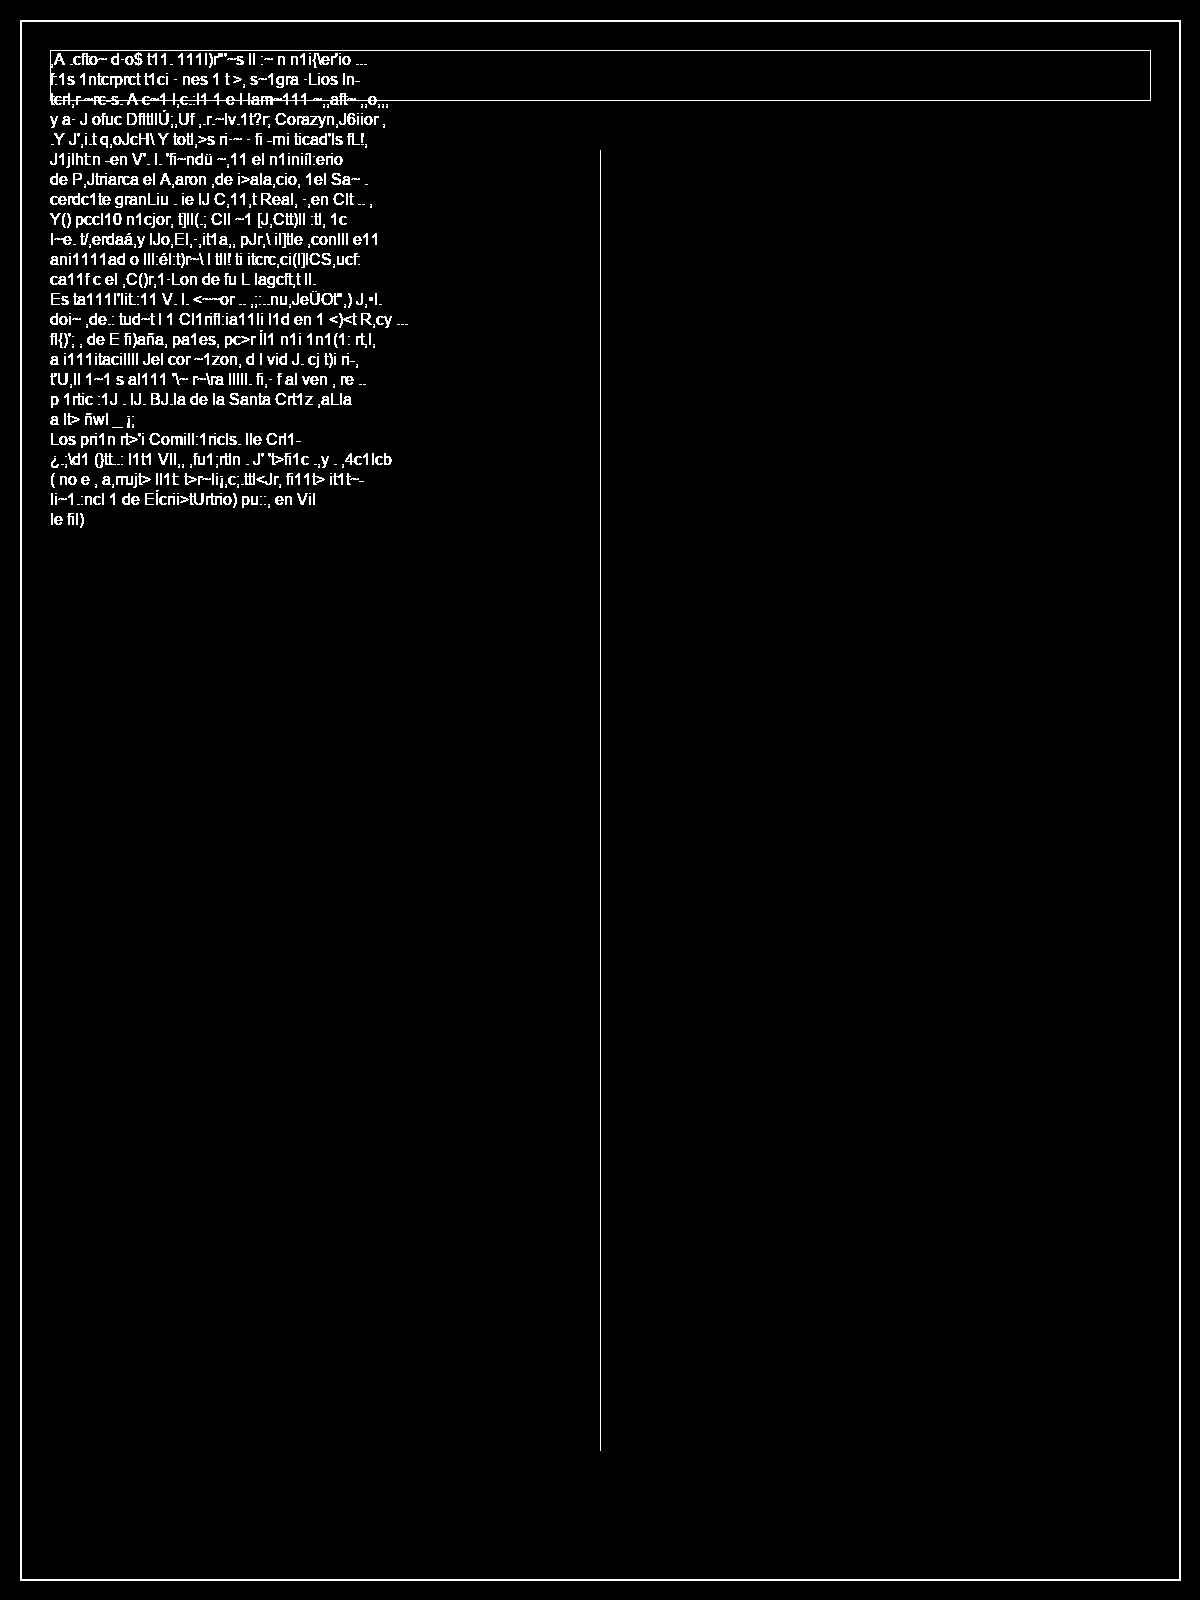 ,A .cfto~ d-o$ t11. 111l)r"'~s ll :~ n n1i{\er'io ...
f:1s 1ntcrprct t1ci - nes 1 t >, s~1gra -Lios ln-
tcrl,r ~rc-s. A c~1 l,c.:l1 1 e l lam~111 ~,,aft~ ,,o,,,
y a- J ofuc DfltllÚ;,Uf ,.r.~lv.1t?r; Corazyn,J6iior ,
.Y J',i.t q,oJcH\ Y totl,>s ri-~ - fi -mi ticad'ls fL!,
J1jlht:n -en V'. I. 'fi~ndü ~,11 el n1inifl:erio
de P,Jtriarca el A,aron ,de i>ala,cio, 1el Sa~ .
cerdc1te granLiu . ie lJ C,11,t Real, -,en Clt .. ,
Y() pccl10 n1cjor, t]ll(.; Cll ~1 [J,Ctt)ll :tl, 1c
l~e. t/,erdaá,y lJo,El,-,it1a,, pJr,\ il]tle ,conlll e11
ani1111ad o lll:él:t)r~\ l tll! ti itcrc,ci(l]lCS,ucf:
ca11f c el ,C()r,1-Lon de fu L lagcft,t ll.
Es ta111l'lit.:11 V. I. <~~or .. ,;:..nu,JeÜOt",) J,•l.
doi~ ,de.: tud~t l 1 Cl1rifl:ia11li l1d en 1 <)<t R,cy ...
fl{)'; , de E fi)aña, pa1es, pc>r Íl1 n1i 1n1(1: rt,l,
a i111itacillll Jel cor ~1zon, d l vid J. cj t)i ri-,
t'U,ll 1~1 s al111 '\~ r~\ra lllll. fi,- f al ven , re ..
p 1rtic :1J . lJ. BJ.la de la Santa Crt1z ,aLla
a lt> ñwl _ ¡;
Los pri1n rt>'i Comill:1ricls. lle Crl1-
¿.;\d1 (}tt..: l1t1 Vll,, ,fu1;rtln . J' 't>fi1c .,y . ,4c1lcb
( no e , a,rrujt> ll1t: t>r~li¡,c;.ttl<Jr, fi11t> it1t~-
li~1.:ncl 1 de EÍcrii>tUrtrio) pu::, en Vil
le fil)